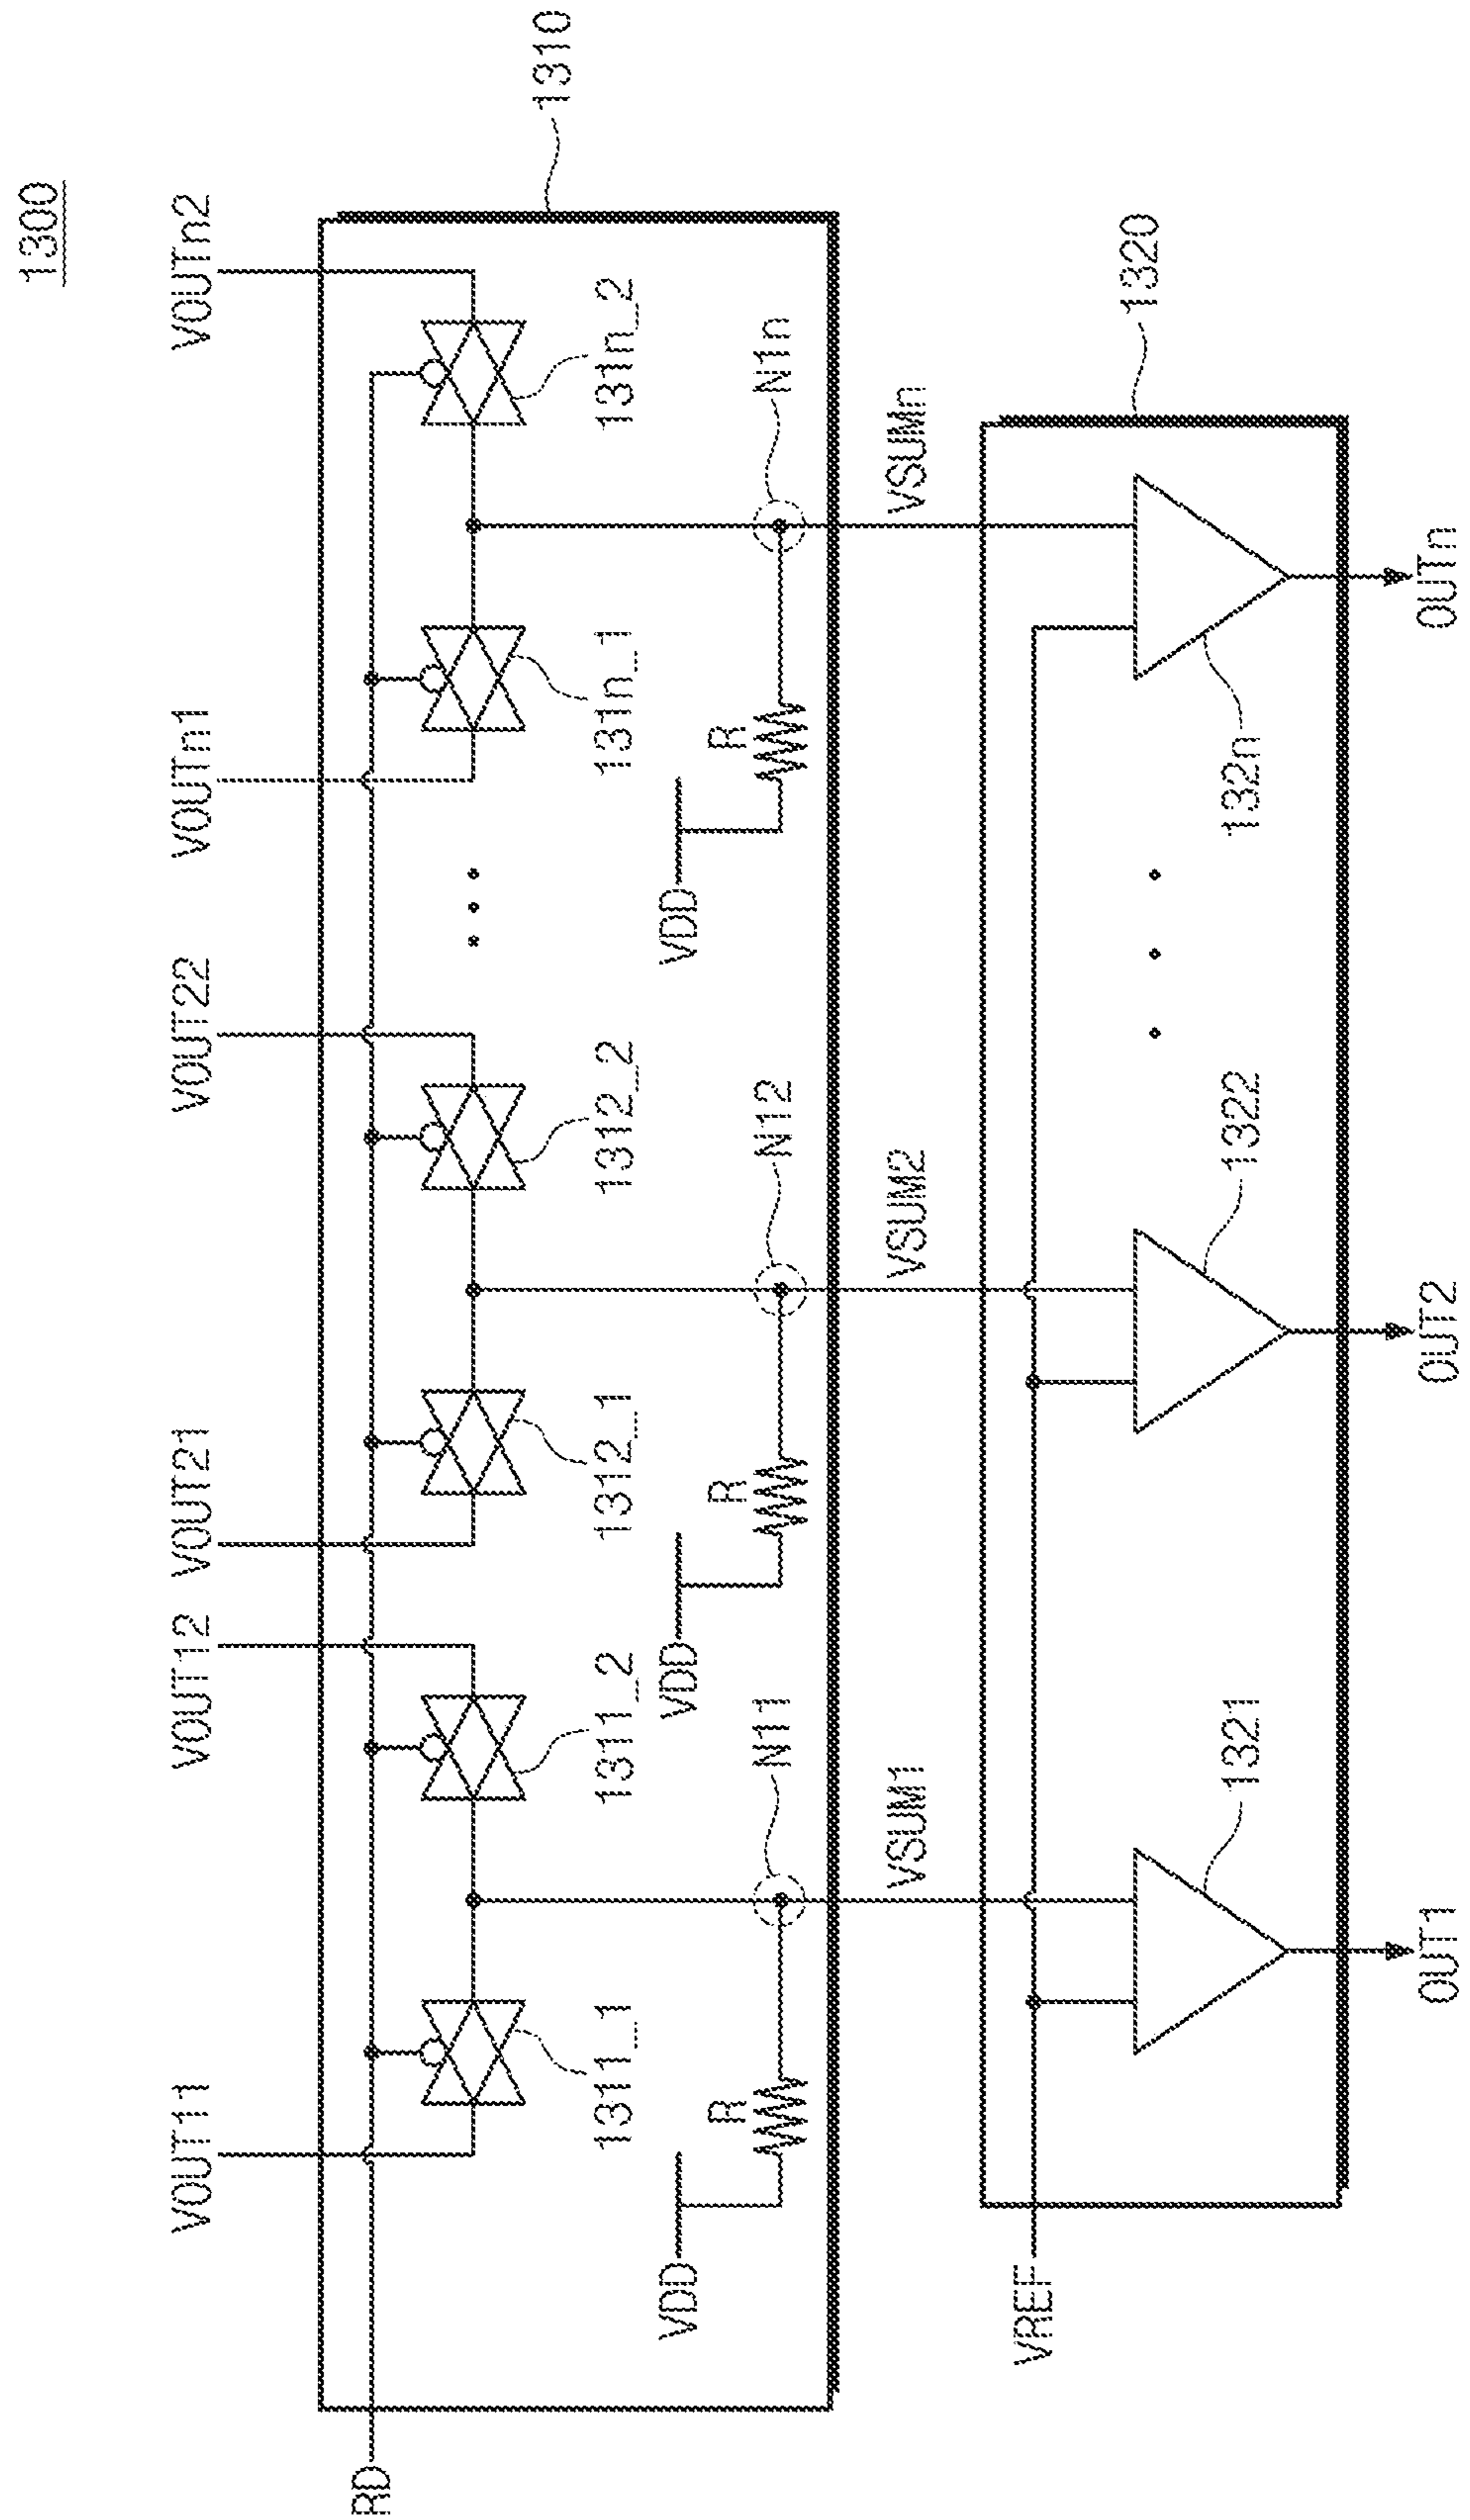 1300
VOUT11
VOUT12
VOUT21
VOUT22
VOUTn1
VOUTn2
RD
1310
1311_1
1311_2
1312_1
1312_2
131n_1
131n_2
VDD
R
N11
VDD
R
N12
VDD
R
N1n
VSUM1
VSUM2
VSUMn
VREF
1320
1321
1322
132n
OUT1
OUT2
OUTn